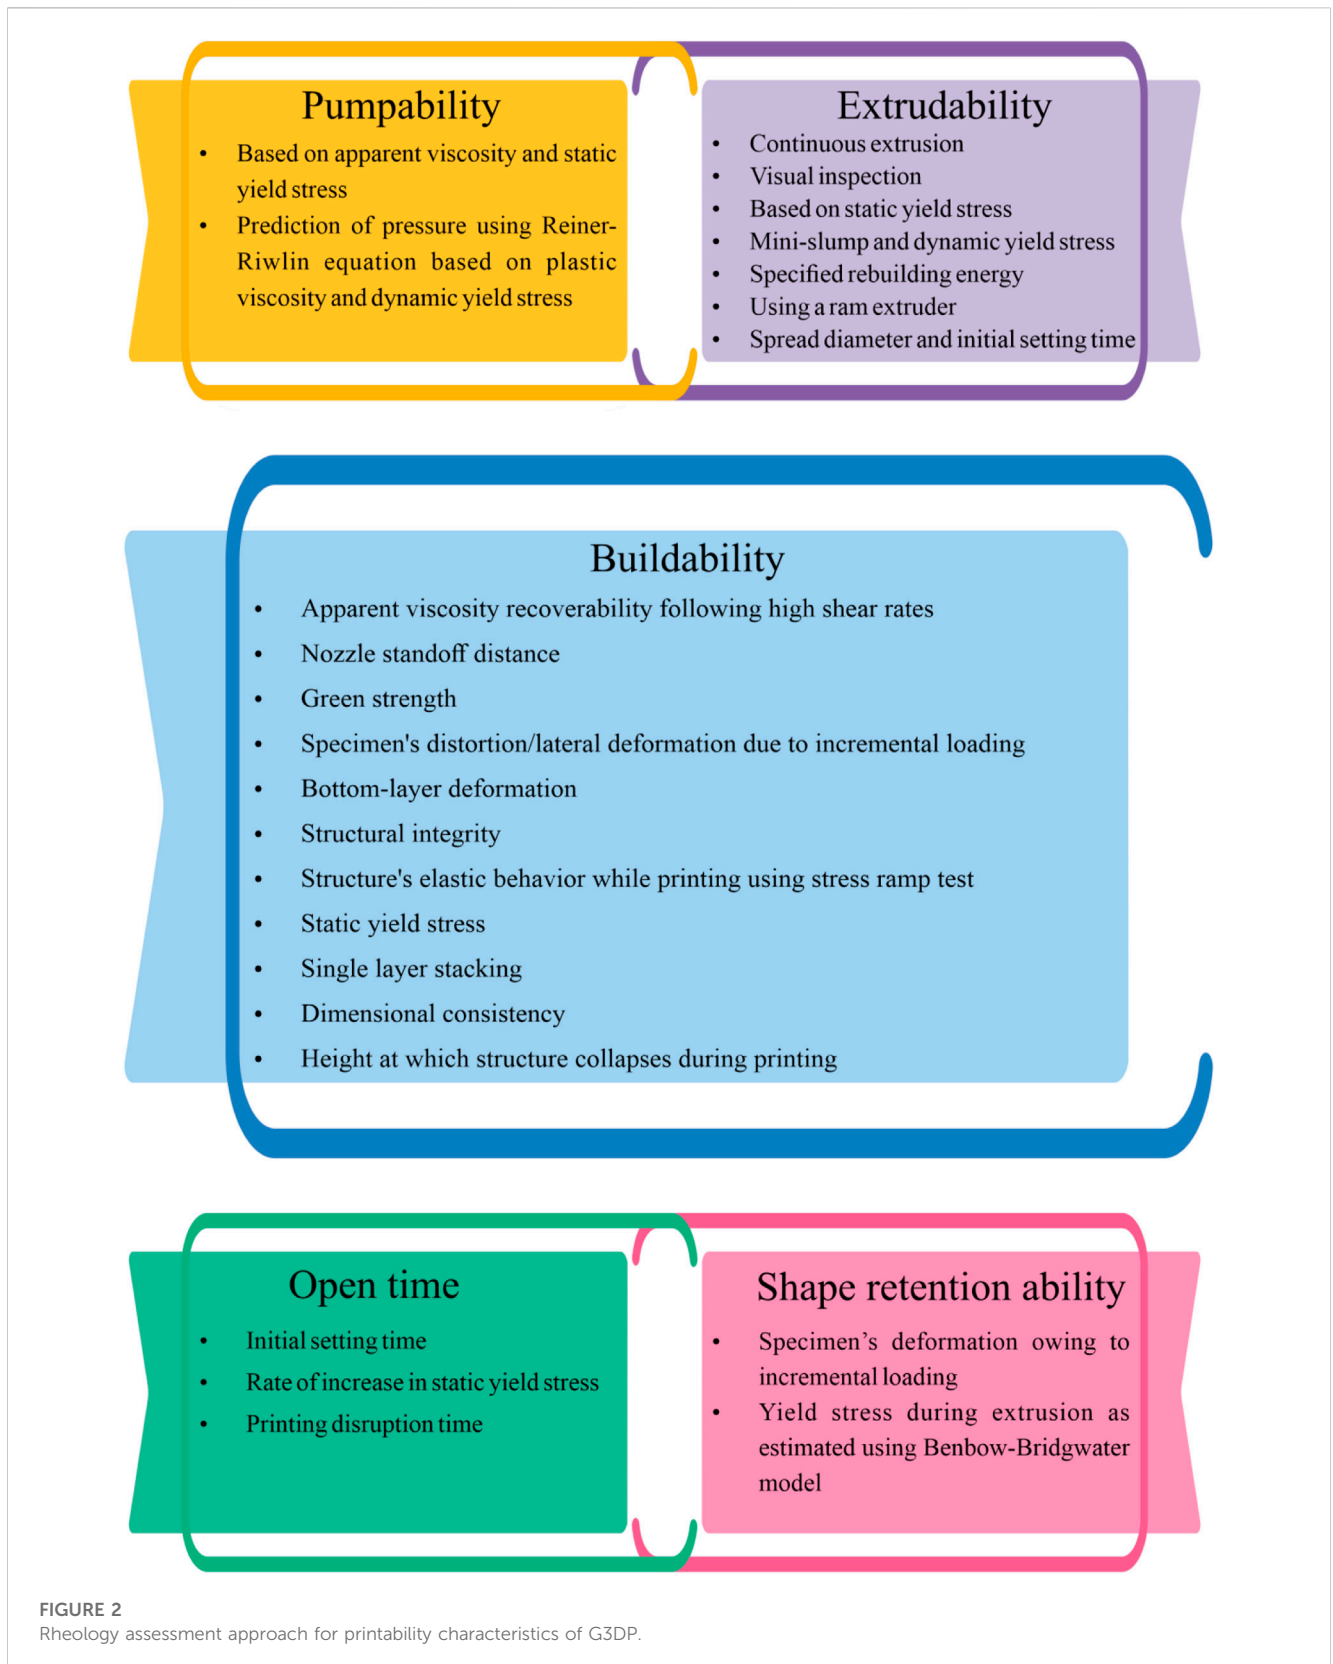 Pumpability
• Based on apparent viscosity and static
yield stress
• Prediction of pressure using Reiner-
Riwlin equation based on plastic
viscosity and dynamic yield stress
Extrudability
• Continuous extrusion
• Visual inspection
• Based on static yield stress
• Mini-slump and dynamic yield stress
• Specified rebuilding energy
• Using a ram extruder
• Spread diameter and initial setting time
Buildability
• Apparent viscosity recoverability following high shear rates
• Nozzle standoff distance
• Green strength
• Specimen's distortion/lateral deformation due to incremental loading
• Bottom-layer deformation
• Structural integrity
• Structure's elastic behavior while printing using stress ramp test
• Static yield stress
• Single layer stacking
• Dimensional consistency
• Height at which structure collapses during printing
Open time
• Initial setting time
• Rate of increase in static yield stress
• Printing disruption time
Shape retention ability
• Specimen’s deformation owing to
incremental loading
• Yield stress during extrusion as
estimated using Benbow-Bridgwater
model
FIGURE 2
Rheology assessment approach for printability characteristics of G3DP.